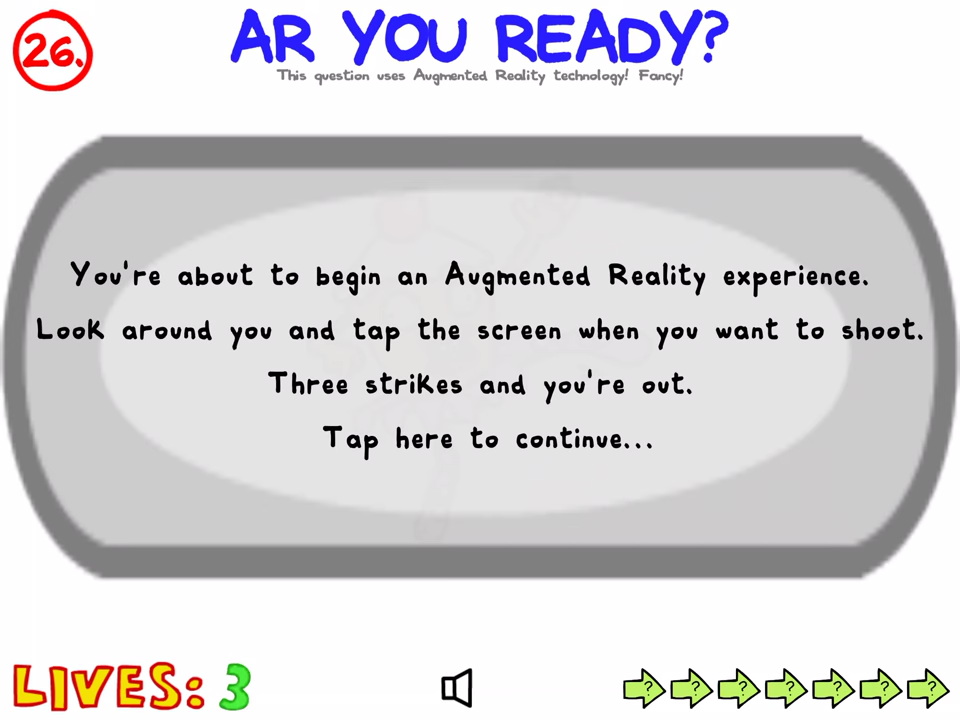 26.
AR YOU READY?
This question uses Augmented Reality technology! Fancy!
You're about to begin an Augmented Reality experience.
Look around you and tap the screen when you want to shoot.
Three strikes and you're out.
Tap here to continue...
LIVES: 3
? ? ? ? ? ? ?